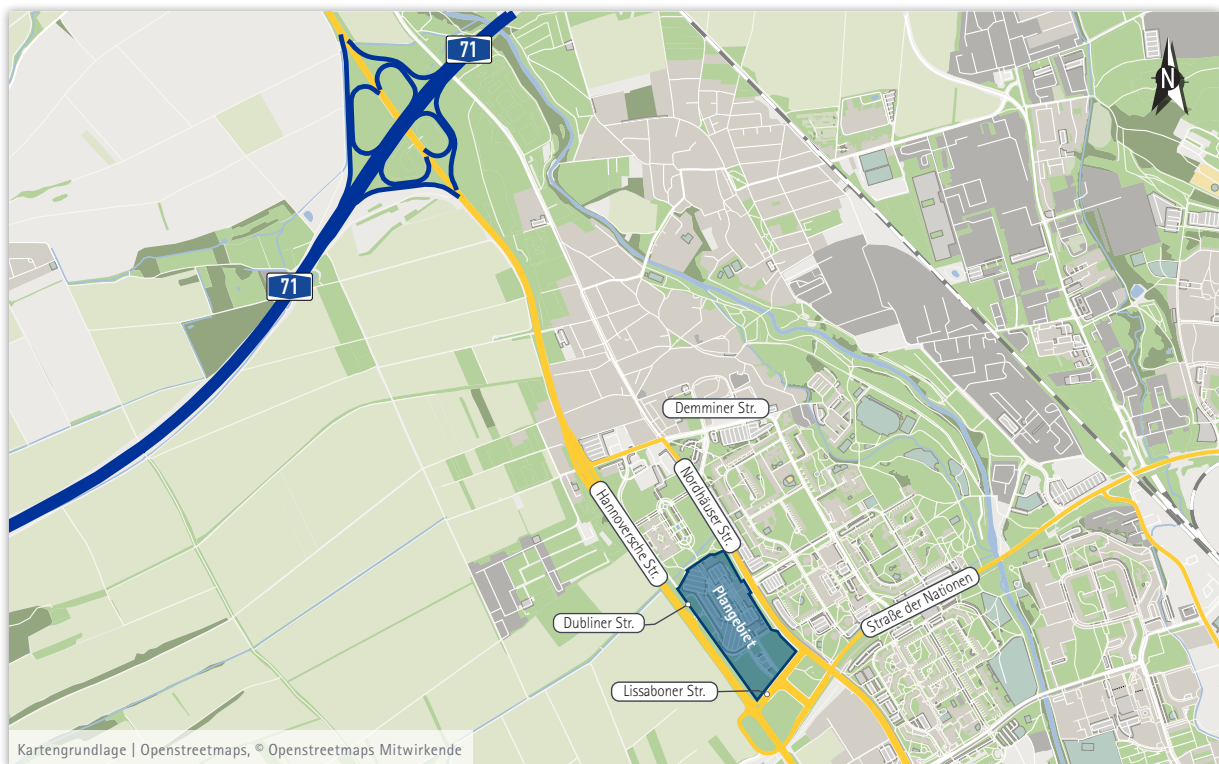 71
N
71
Demminer Str.
Nordhäuser Str.
Hannoversche Str.
Plangebiet
Straße der Nationen
Dubliner Str.
Lissaboner Str.
Kartengrundlage | Openstreetmaps, © Openstreetmaps Mitwirkende